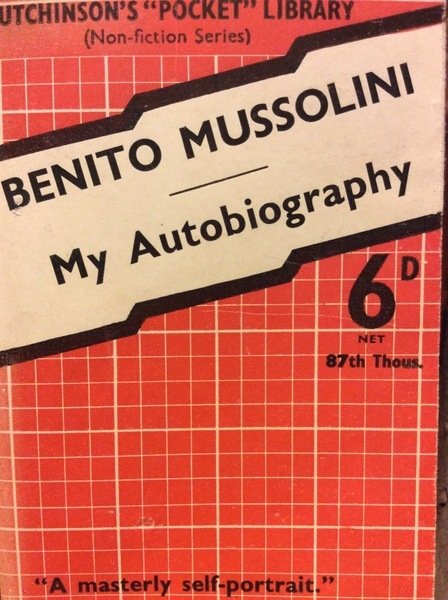 UTCHINSON'S "POCKET" LIBRARY
(Non-fiction Series)
BENITO MUSSOLINI
My Autobiography
6D
NET
87th Thous.
"A masterly self-portrait."